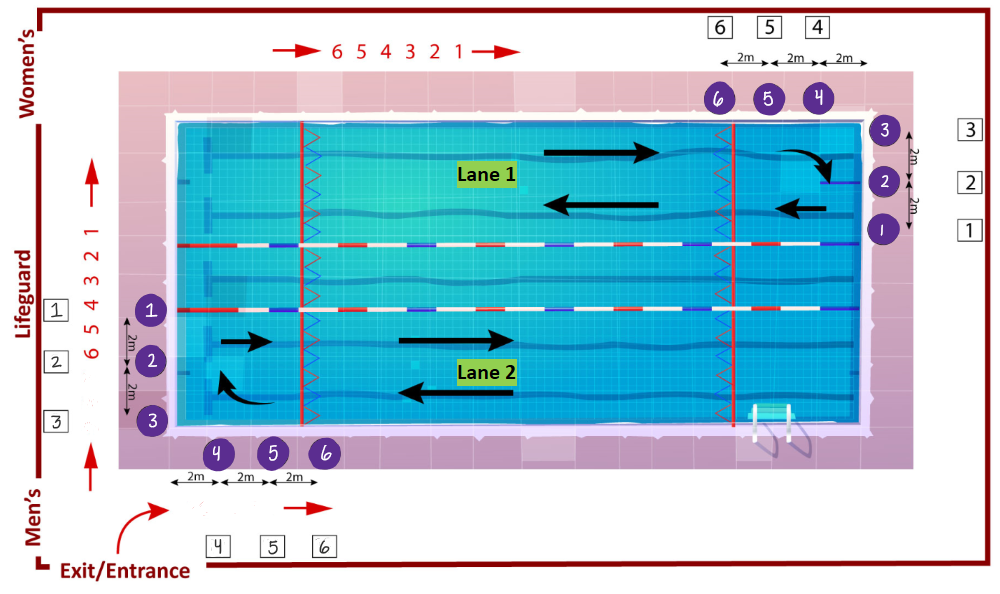 6 5 4
6 5 4 3 2 1
2m 2m 2m
6 5 4
Women's
3 3
2m
Lane 1
2 2
2m
1 1
Lifeguard
6 5 4 3 2 1
1 1
2m
2 2
Lane 2
2m
3 3
4 5 6
2m 2m 2m
Men's
4 5 6
Exit/Entrance